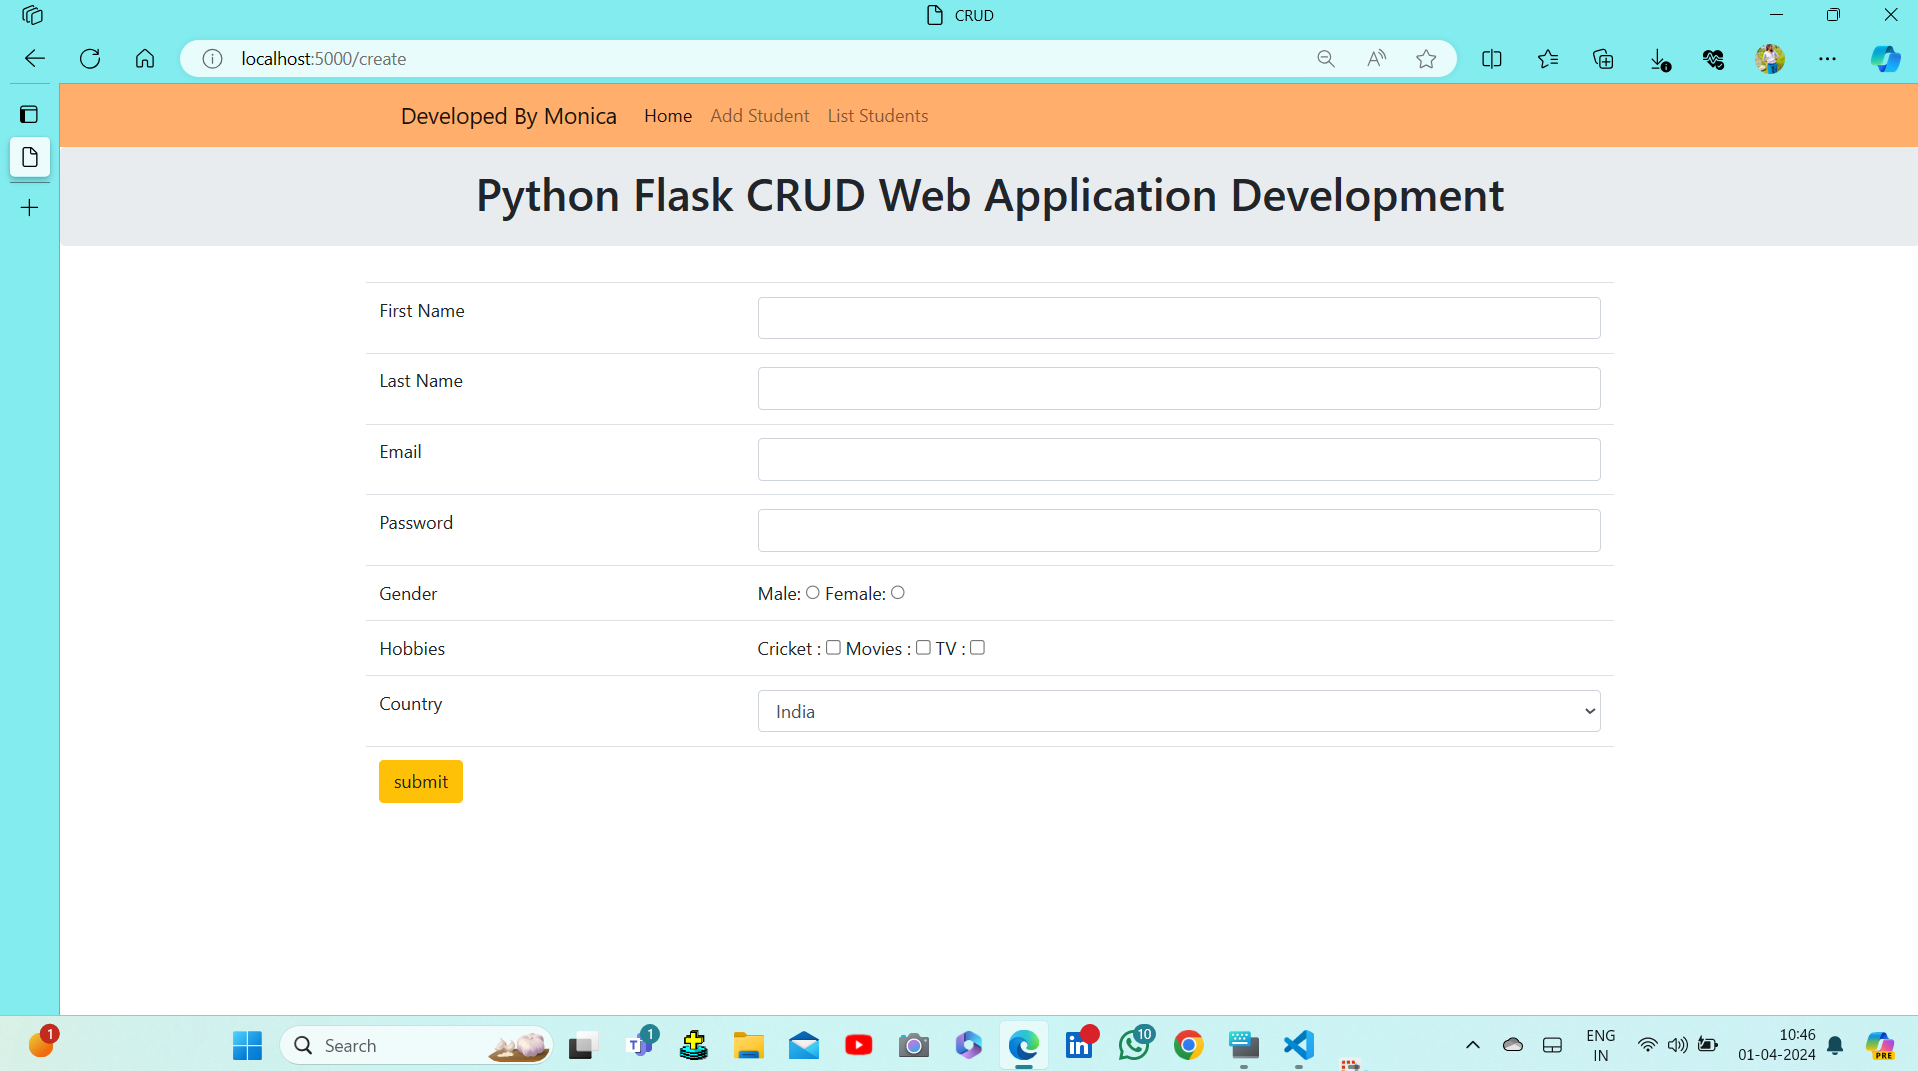 CRUD
localhost:5000/create
Developed By Monica Home Add Student List Students
Python Flask CRUD Web Application Development
First Name
Last Name
Email
Password
Gender Male: Female:
Hobbies Cricket : Movies : TV :
Country India
submit
1
Search
1
T
in
10
ENG
IN
10:46
01-04-2024
PRE